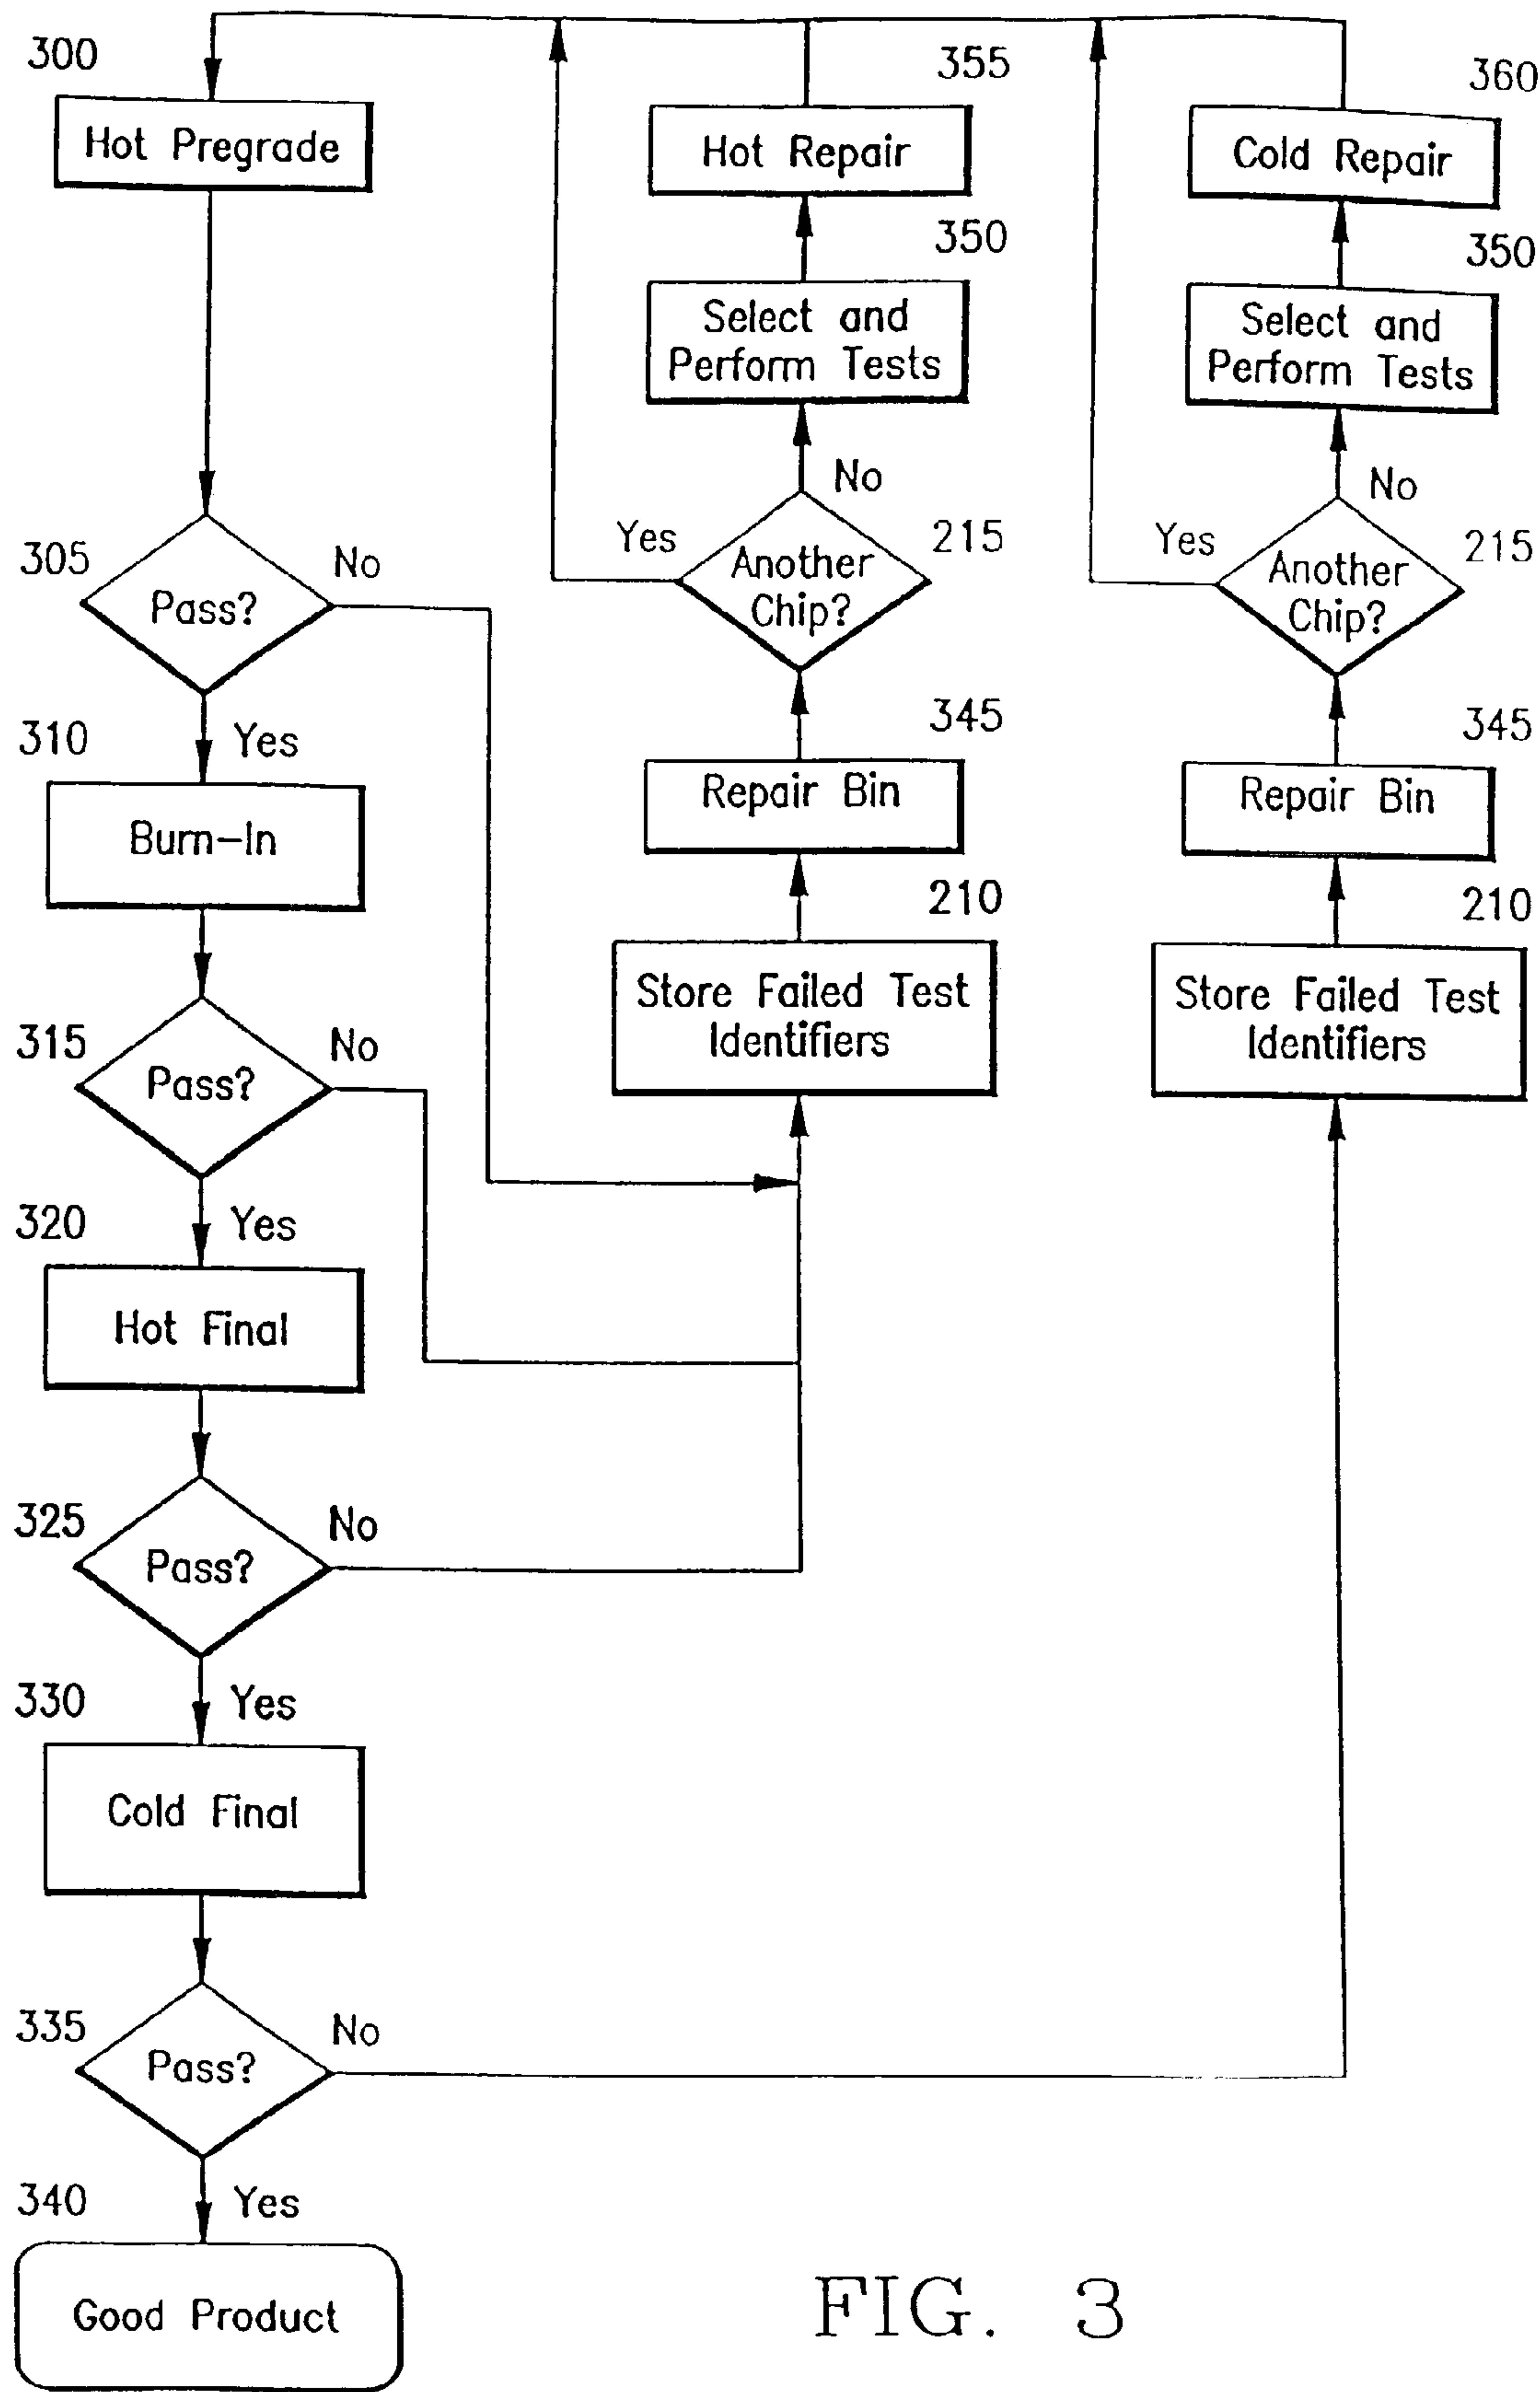 300
Hot Pregrade
305
Pass?
No
Yes
310
Burn-In
315
Pass?
No
Yes
320
Hot Final
325
Pass?
No
Yes
330
Cold Final
335
Pass?
No
Yes
340
Good Product
355
Hot Repair
350
Select and
Perform Tests
No
Yes
215
Another
Chip?
345
Repair Bin
210
Store Failed Test
Identifiers
360
Cold Repair
350
Select and
Perform Tests
No
Yes
215
Another
Chip?
345
Repair Bin
210
Store Failed Test
Identifiers
FIG. 3